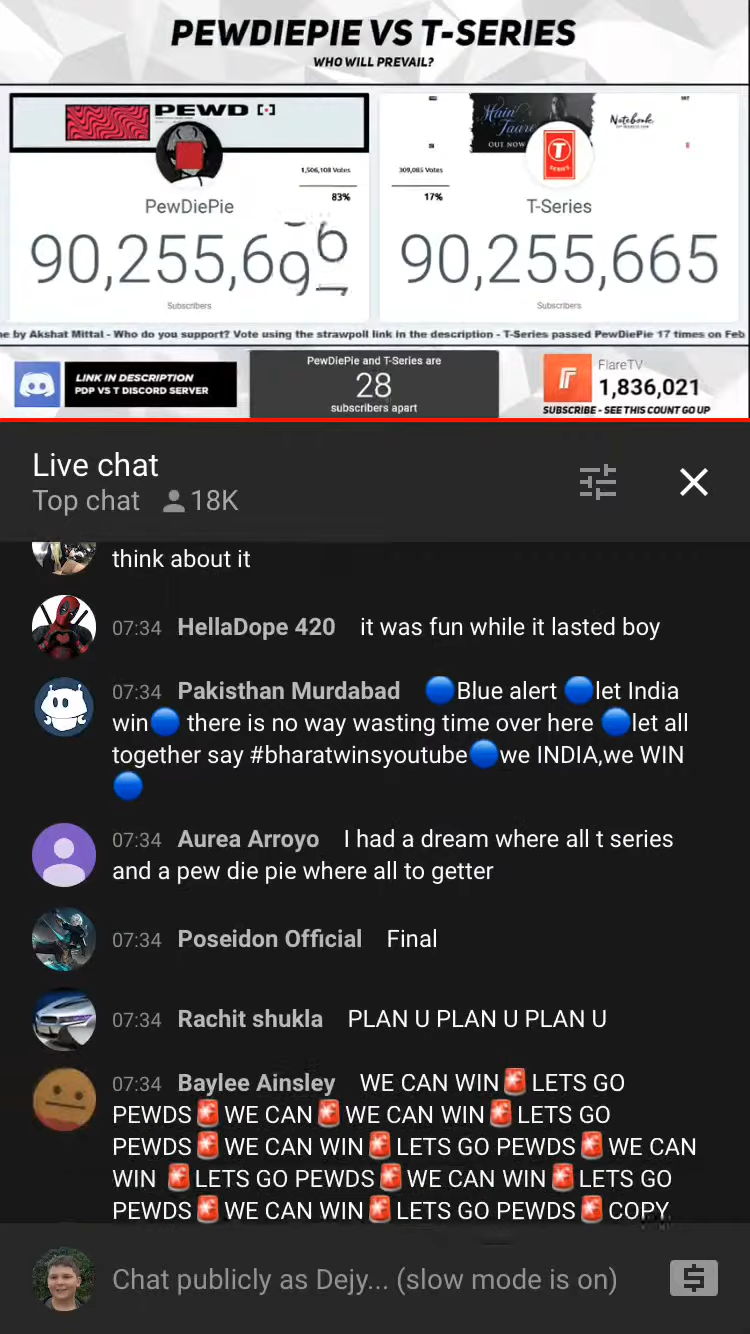 PEWDIEPIE VS T-SERIES
WHO WILL PREVAIL?
PEWD
Main
OUT NOW
Notebook
T
SERIES
1,506,108 Votes
83%
309,085 Votes
17%
PewDiePie
T-Series
90,255,6
90,255,665
Subscribers
Subscribers
ne by Akshat Mittal - Who do you support? Vote using the strawpoll link in the description - T-Series passed PewDiePie 17 times on Feb
LINK IN DESCRIPTION
PDP VS T DISCORD SERVER
PewDiePie and T-Series are
28
subscribers apart
FlareTV
1,836,021
SUBSCRIBE - SEE THIS COUNT GO UP
Live chat
Top chat 18K
think about it
07:34 HellaDope 420 it was fun while it lasted boy
07:34 Pakisthan Murdabad 🔵Blue alert 🔵let India
win🔵 there is no way wasting time over here 🔵let all
together say #bharatwinsyoutube🔵we INDIA,we WIN
🔵
07:34 Aurea Arroyo I had a dream where all t series
and a pew die pie where all to getter
07:34 Poseidon Official Final
07:34 Rachit shukla PLAN U PLAN U PLAN U
07:34 Baylee Ainsley WE CAN WIN🚨LETS GO
PEWDS🚨WE CAN🚨WE CAN WIN🚨LETS GO
PEWDS🚨WE CAN WIN🚨LETS GO PEWDS🚨WE CAN
WIN 🚨LETS GO PEWDS🚨WE CAN WIN🚨LETS GO
PEWDS🚨WE CAN WIN🚨LETS GO PEWDS🚨COPY
Chat publicly as Dejy... (slow mode is on)
$